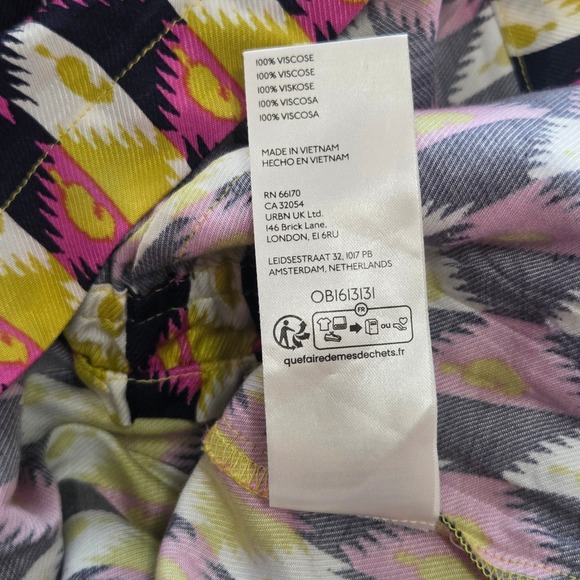 100% VISCOSE
100% VISCOSE
100% VISKOSE
100% VISCOSA
100% VISCOSA
MADE IN VIETNAM
HECHO EN VIETNAM
RN 66170
CA 32054
URBN UK Ltd.
146 Brick Lane,
LONDON, E1 6RU
LEIDSESTRAAT 32, 1017 PB
AMSTERDAM, NETHERLANDS
OB1613131
FR
ou
quefairedemesdechets.fr